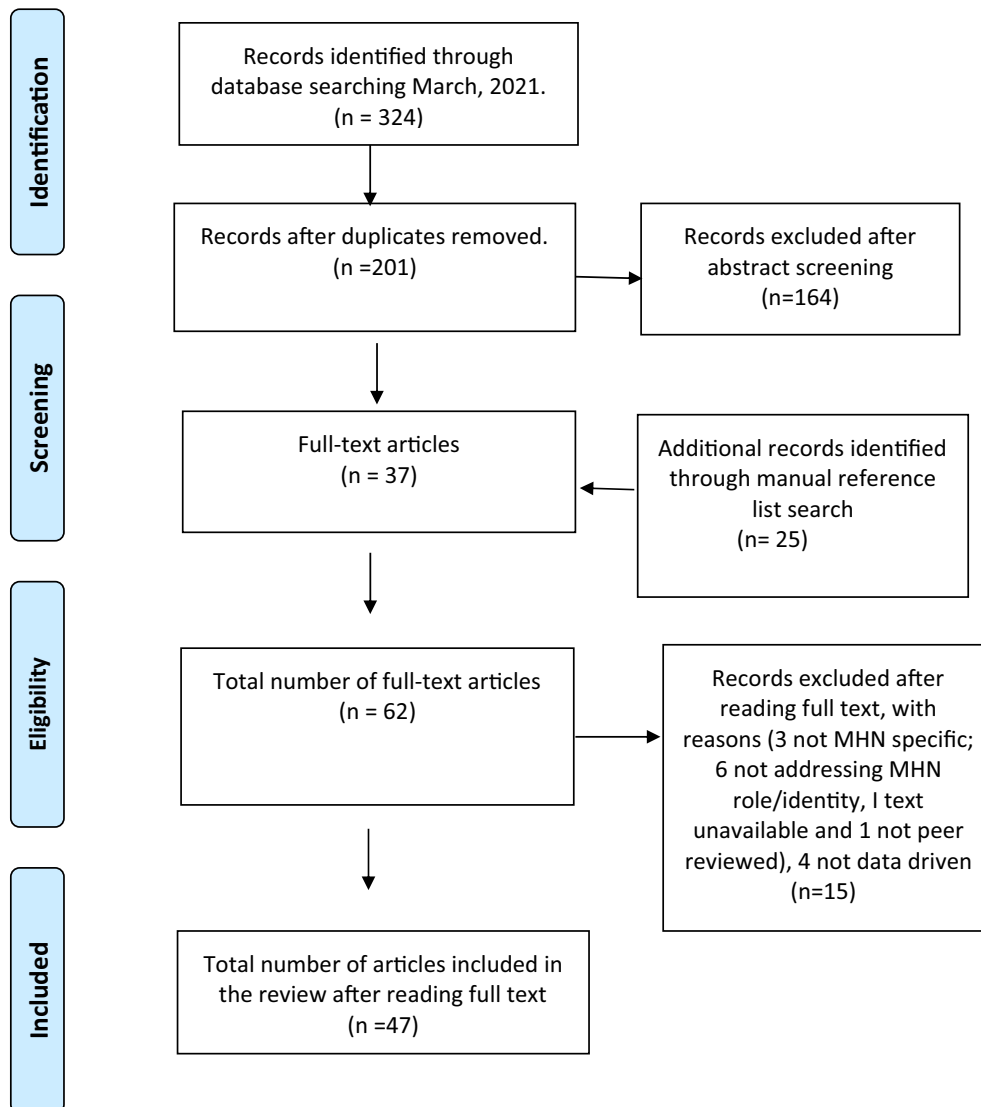 Identification
Records identified through
database searching March, 2021.
(n = 324)
Records after duplicates removed.
(n =201)
Records excluded after
abstract screening
(n=164)
Screening
Full-text articles
(n = 37)
Additional records identified
through manual reference
list search
(n= 25)
Eligibility
Total number of full-text articles
(n = 62)
Records excluded after
reading full text, with
reasons (3 not MHN specific;
6 not addressing MHN
role/identity, I text
unavailable and 1 not peer
reviewed), 4 not data driven
(n=15)
Included
Total number of articles included in
the review after reading full text
(n =47)